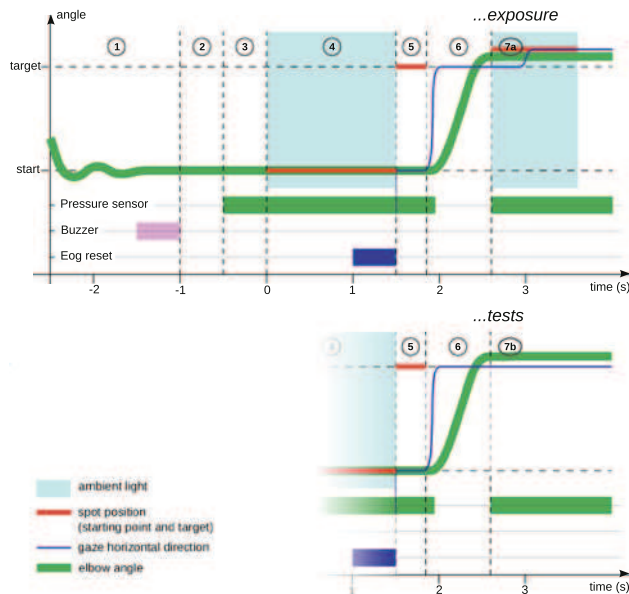 ...exposure
angle
1 2 3 4 5 6 7a
target
start
Pressure sensor
Buzzer
Eog reset
-2 -1 0 1 2 3 time (s)
...tests
5 6 7b
ambient light
spot position
(starting point and target)
gaze horizontal direction
elbow angle
1 2 3 time (s)